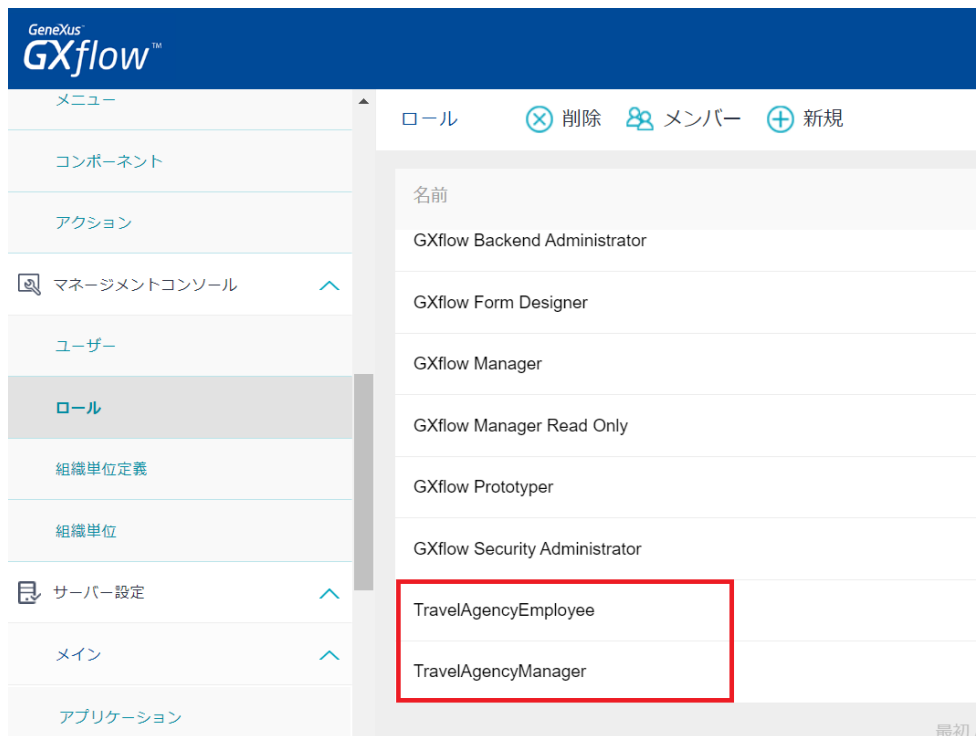 GeneXus™
GXflow™
メニュー
コンポーネント
アクション
マネージメントコンソール
ユーザー
ロール
組織単位定義
組織単位
サーバー設定
メイン
アプリケーション
ロール
削除
メンバー
新規
名前
GXflow Backend Administrator
GXflow Form Designer
GXflow Manager
GXflow Manager Read Only
GXflow Prototyper
GXflow Security Administrator
TravelAgencyEmployee
TravelAgencyManager
最初